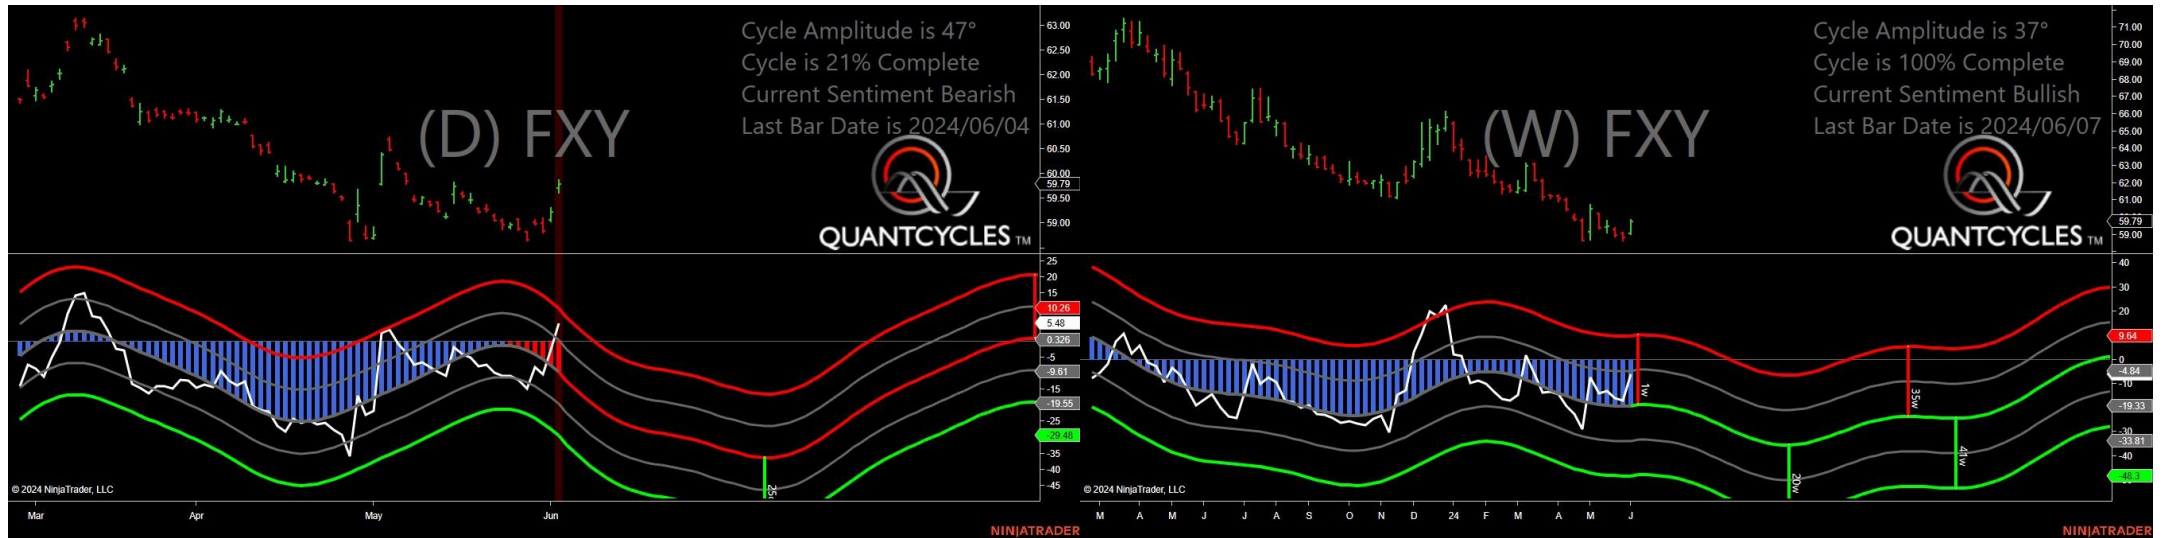 Cycle Amplitude is 47°
Cycle is 21% Complete
Current Sentiment Bearish
Last Bar Date is 2024/06/04
(D) FXY
QUANTCYCLES TM
63.00
62.50
62.00
61.50
60.50
60.00
59.79
59.50
59.00
25
20
15
10.26
5.48
0.326
-5
-9.61
-15
-19.55
-25
-29.48
-35
-40
-45
© 2024 NinjaTrader, LLC
Mar Apr May Jun
NINJATRADER
Cycle Amplitude is 37°
Cycle is 100% Complete
Current Sentiment Bullish
Last Bar Date is 2024/06/07
(W) FXY
QUANTCYCLES TM
71.00
70.00
69.00
68.00
67.00
66.00
65.00
64.00
63.00
62.00
61.00
59.79
59.00
40
30
20
9.64
0
-4.84
-10
-19.33
-30
-33.81
-40
-48.3
1w
20w
35w
41w
© 2024 NinjaTrader, LLC
M A M J J A S O N D 24 F M A M J
NINJATRADER